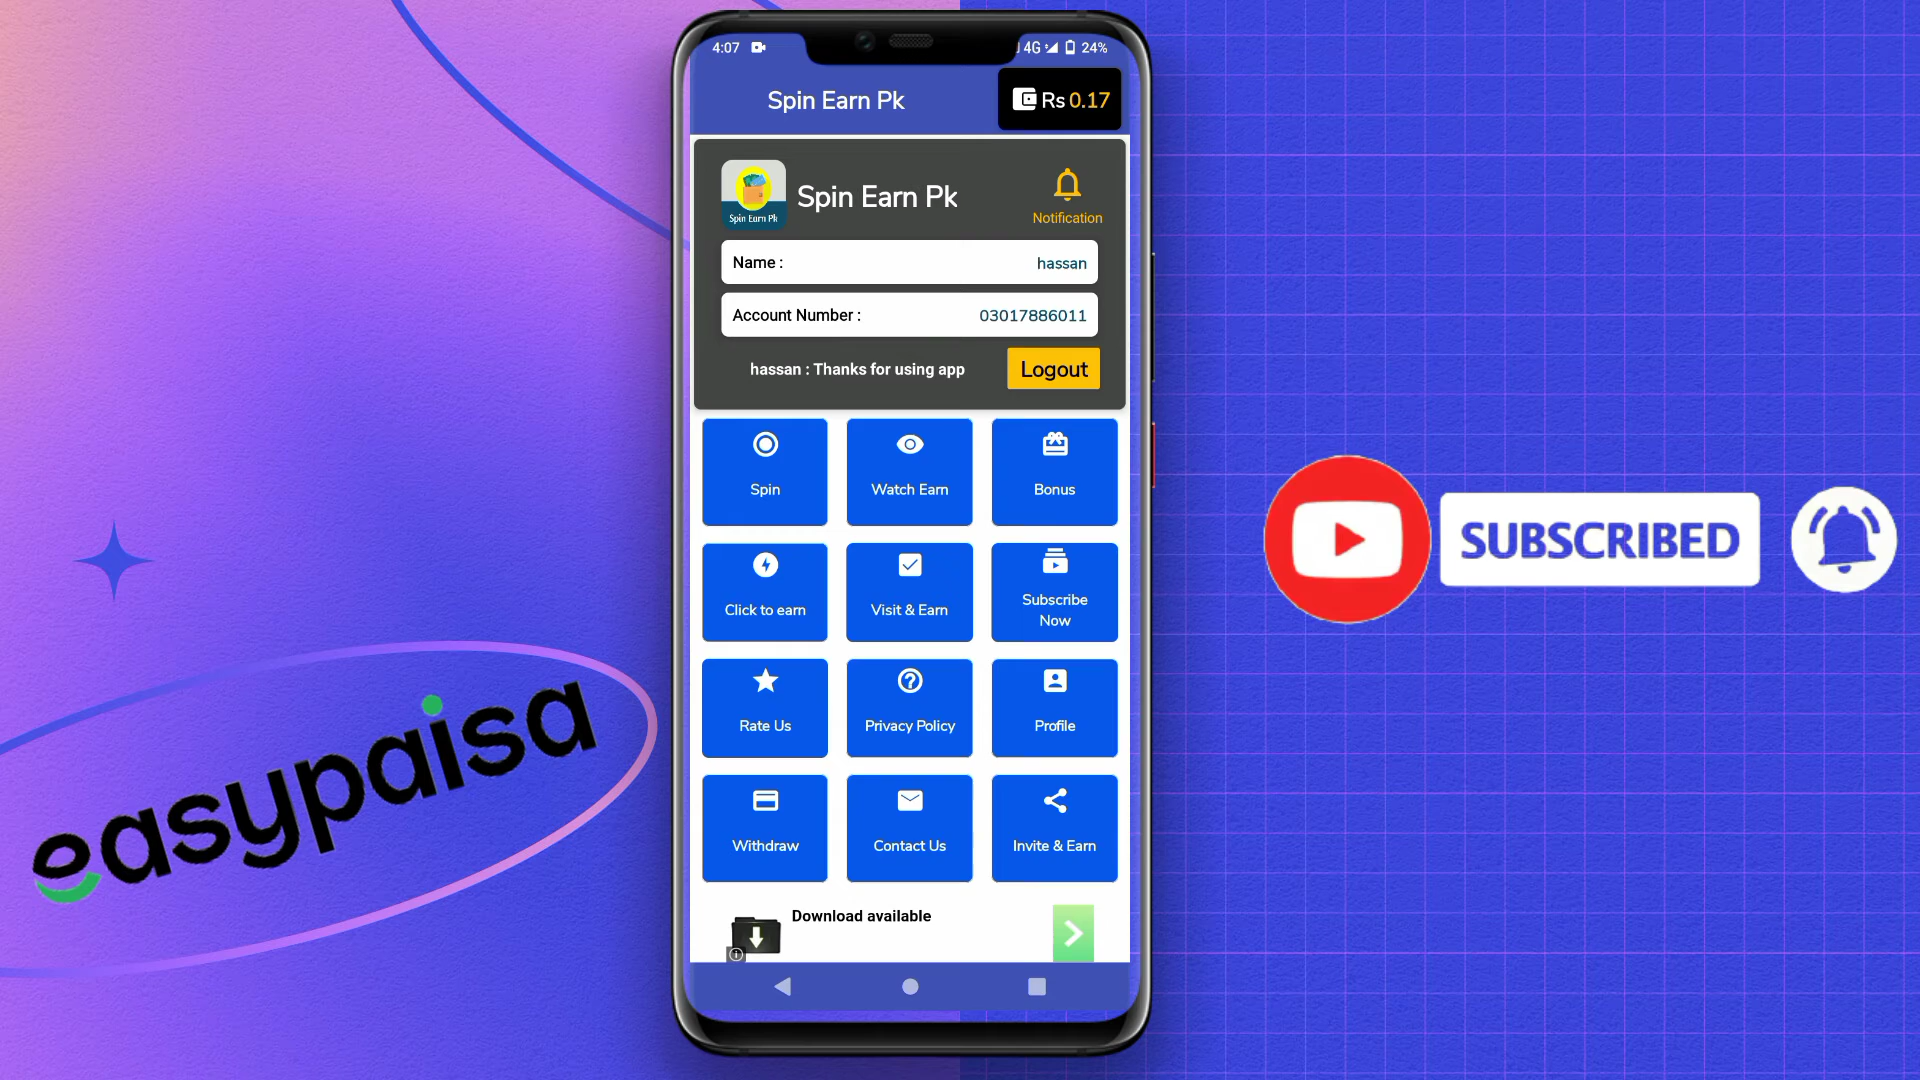 4:07
4G 24%
Spin Earn Pk
Rs 0.17
Spin Earn Pk
Spin Earn Pk
Notification
Name :
hassan
Account Number :
03017886011
hassan : Thanks for using app
Logout
Spin
Watch Earn
Bonus
Click to earn
Visit & Earn
Subscribe
Now
Rate Us
Privacy Policy
Profile
Withdraw
Contact Us
Invite & Earn
Download available
easypaisa
SUBSCRIBED